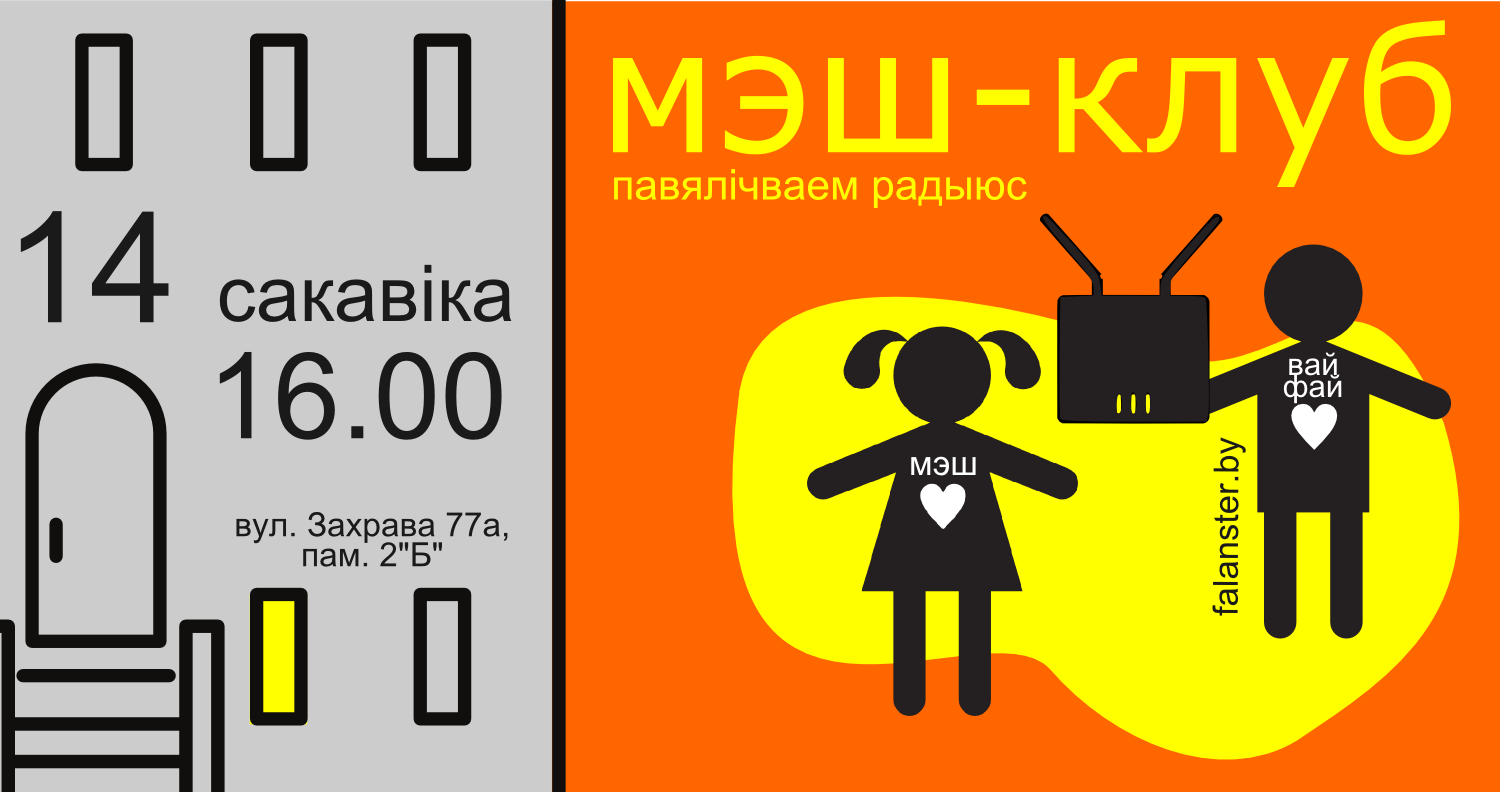 14 сакавіка
16.00
вул. Захрава 77а,
пам. 2"Б"
мэш-клуб
павялічваем радыюс
мэш
вай
фай
falanster.by